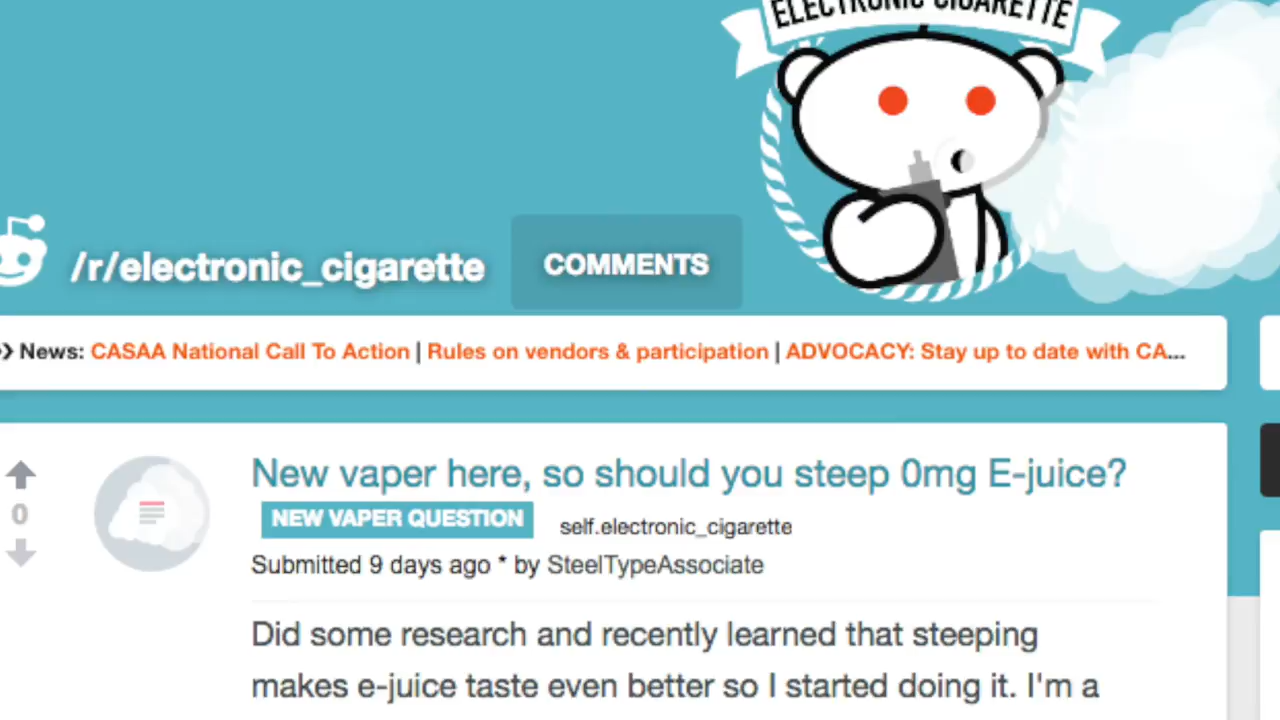 ELECTRONIC CIGARETTE
/r/electronic_cigarette
COMMENTS
News: CASAA National Call To Action | Rules on vendors & participation | ADVOCACY: Stay up to date with CA...
New vaper here, so should you steep 0mg E-juice?
0
NEW VAPER QUESTION self.electronic_cigarette
Submitted 9 days ago * by SteelTypeAssociate
Did some research and recently learned that steeping
makes e-juice taste even better so I started doing it. I'm a